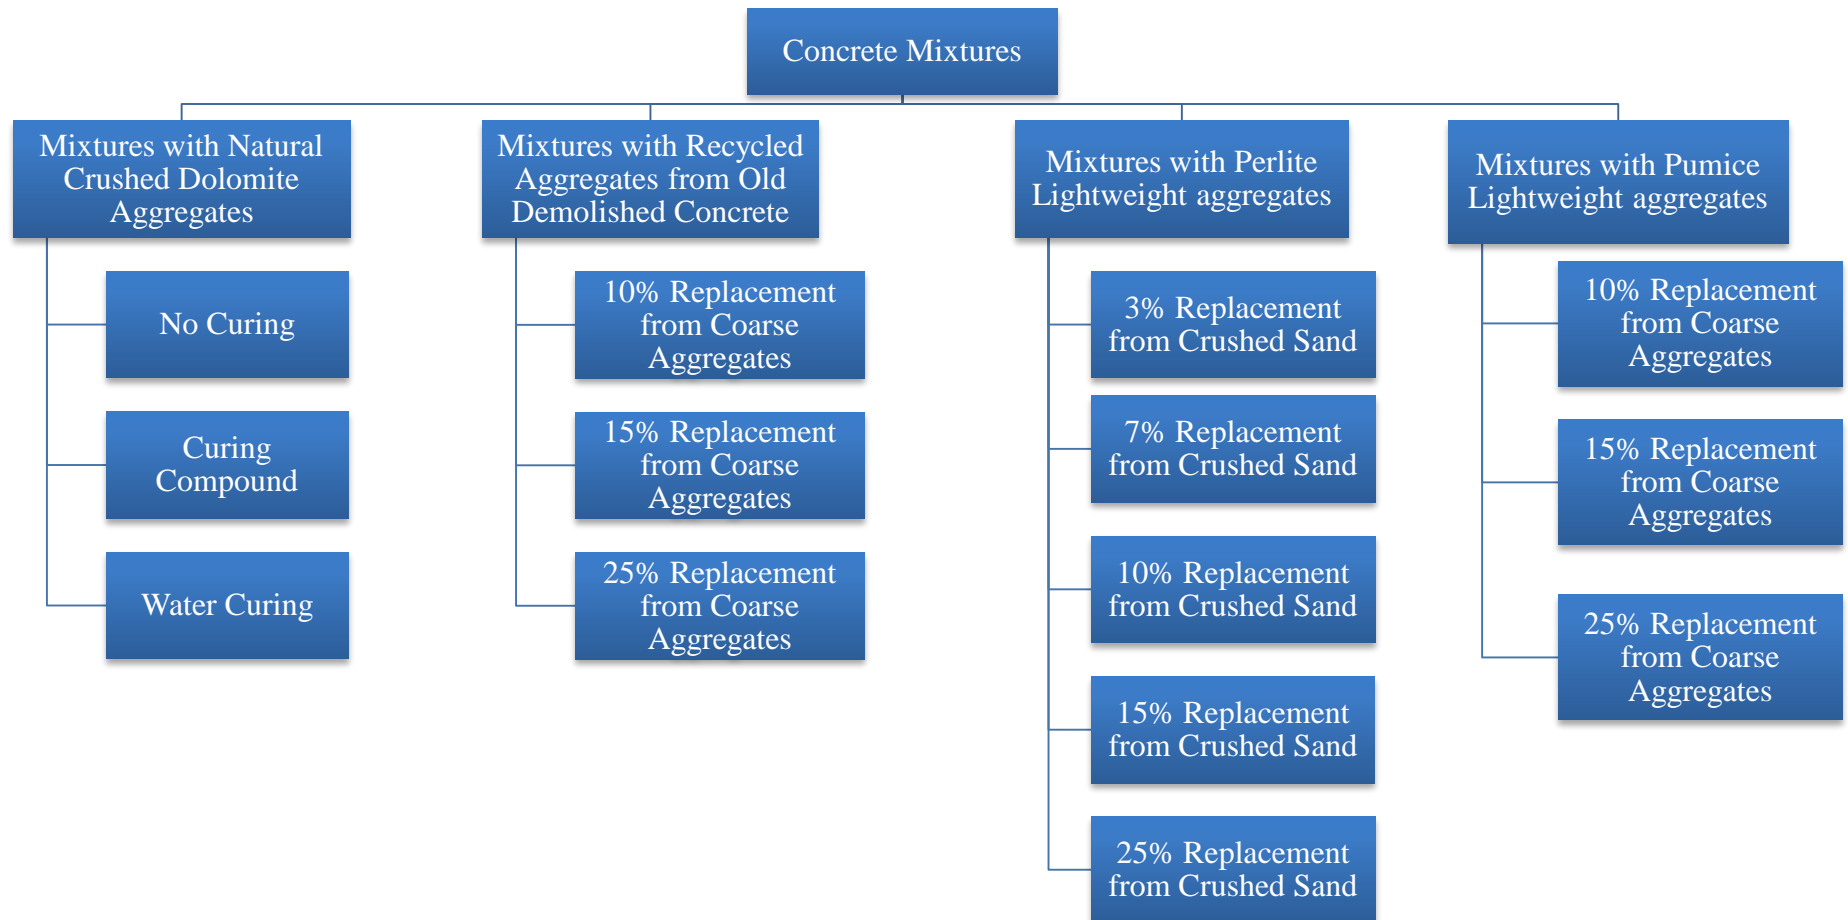 Concrete Mixtures
Mixtures with Natural
Crushed Dolomite
Aggregates
No Curing
Curing
Compound
Water Curing
Mixtures with Recycled
Aggregates from Old
Demolished Concrete
10% Replacement
from Coarse
Aggregates
15% Replacement
from Coarse
Aggregates
25% Replacement
from Coarse
Aggregates
Mixtures with Perlite
Lightweight aggregates
3% Replacement
from Crushed Sand
7% Replacement
from Crushed Sand
10% Replacement
from Crushed Sand
15% Replacement
from Crushed Sand
25% Replacement
from Crushed Sand
Mixtures with Pumice
Lightweight aggregates
10% Replacement
from Coarse
Aggregates
15% Replacement
from Coarse
Aggregates
25% Replacement
from Coarse
Aggregates